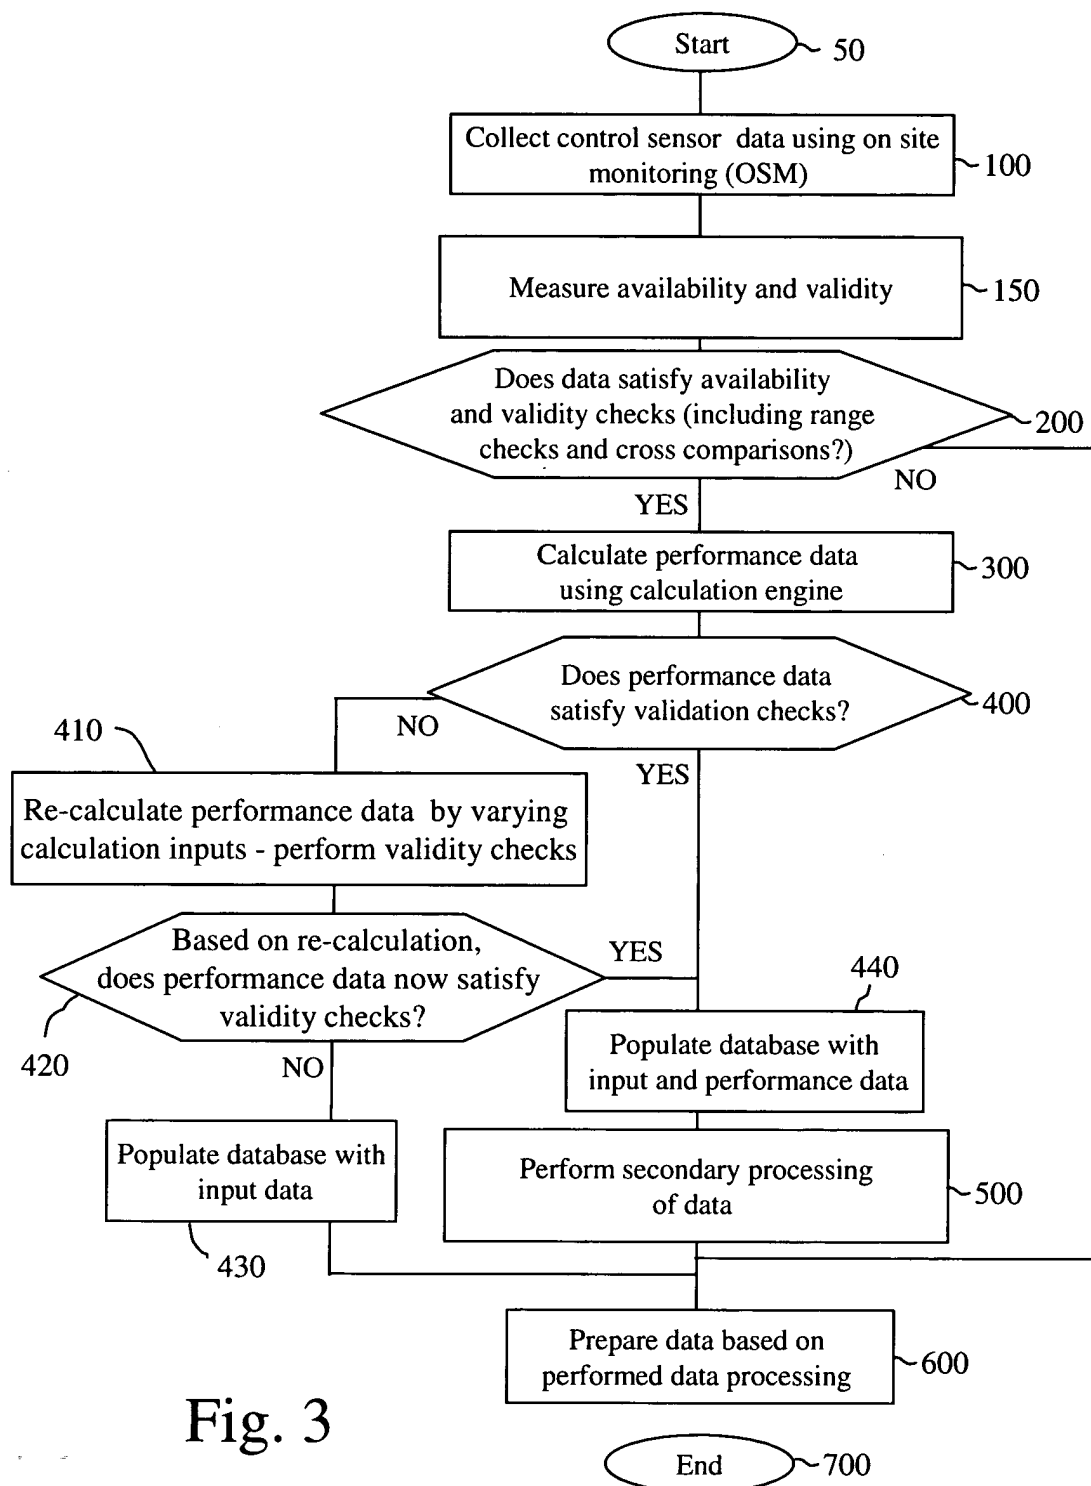 Start
50
Collect control sensor data using on site
monitoring (OSM)
100
Measure availability and validity
150
Does data satisfy availability
and validity checks (including range
checks and cross comparisons?)
200
NO
YES
Calculate performance data
using calculation engine
300
Does performance data
satisfy validation checks?
400
NO
YES
410
Re-calculate performance data by varying
calculation inputs - perform validity checks
Based on re-calculation,
does performance data now satisfy
validity checks?
YES
420
NO
440
Populate database with
input and performance data
Populate database with
input data
430
Perform secondary processing
of data
500
Prepare data based on
performed data processing
600
Fig. 3
End
700